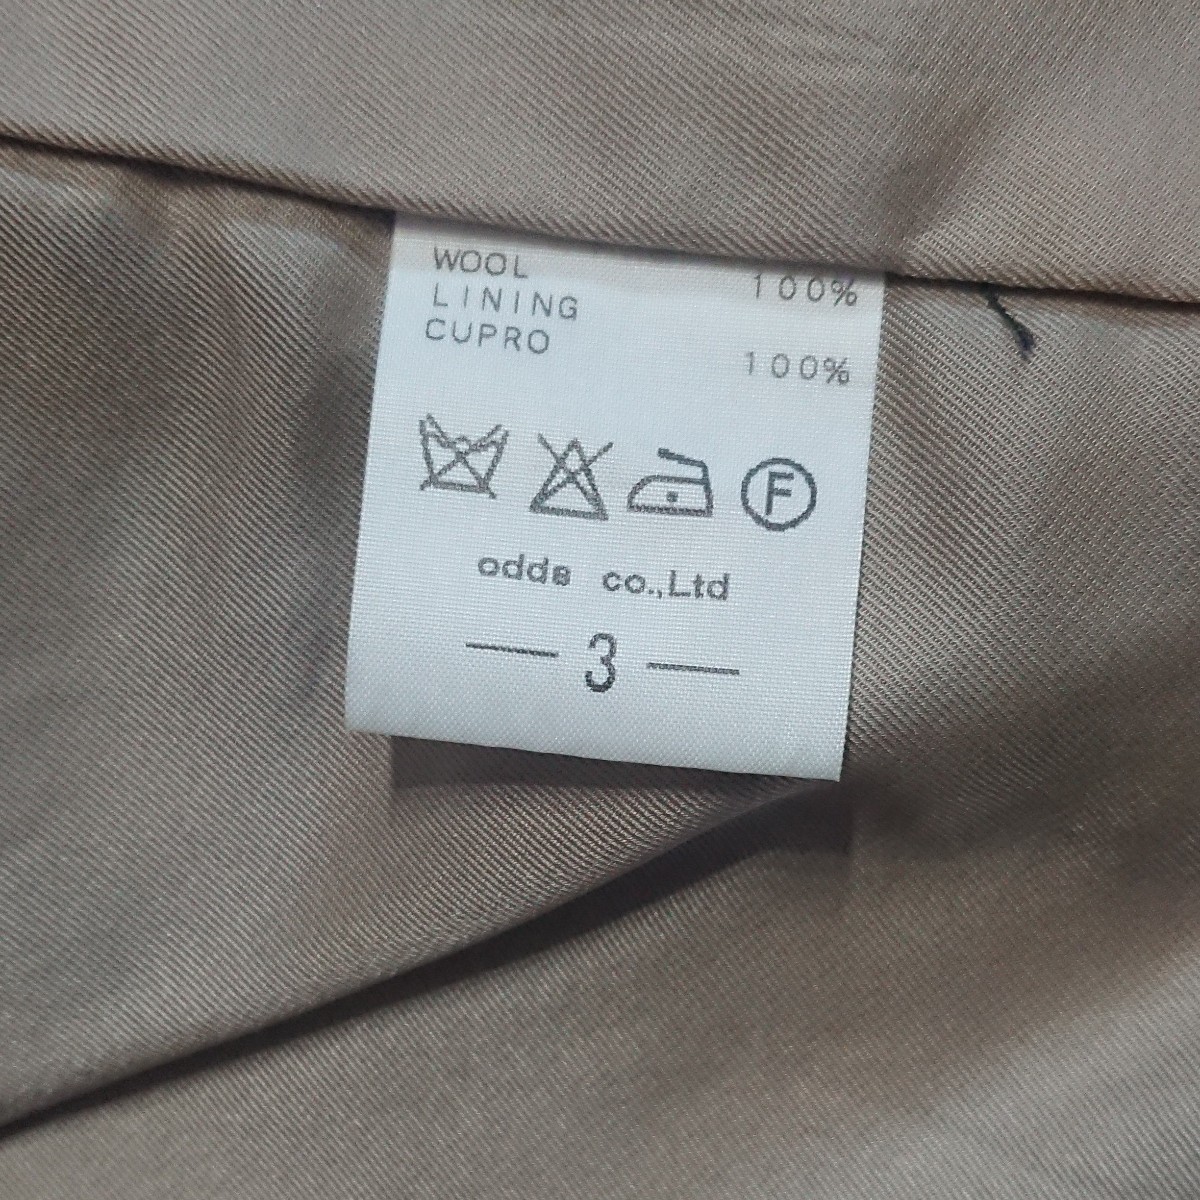 WOOL 100%
LINING
CUPRO 100%
F
odds co.,Ltd
— 3 —